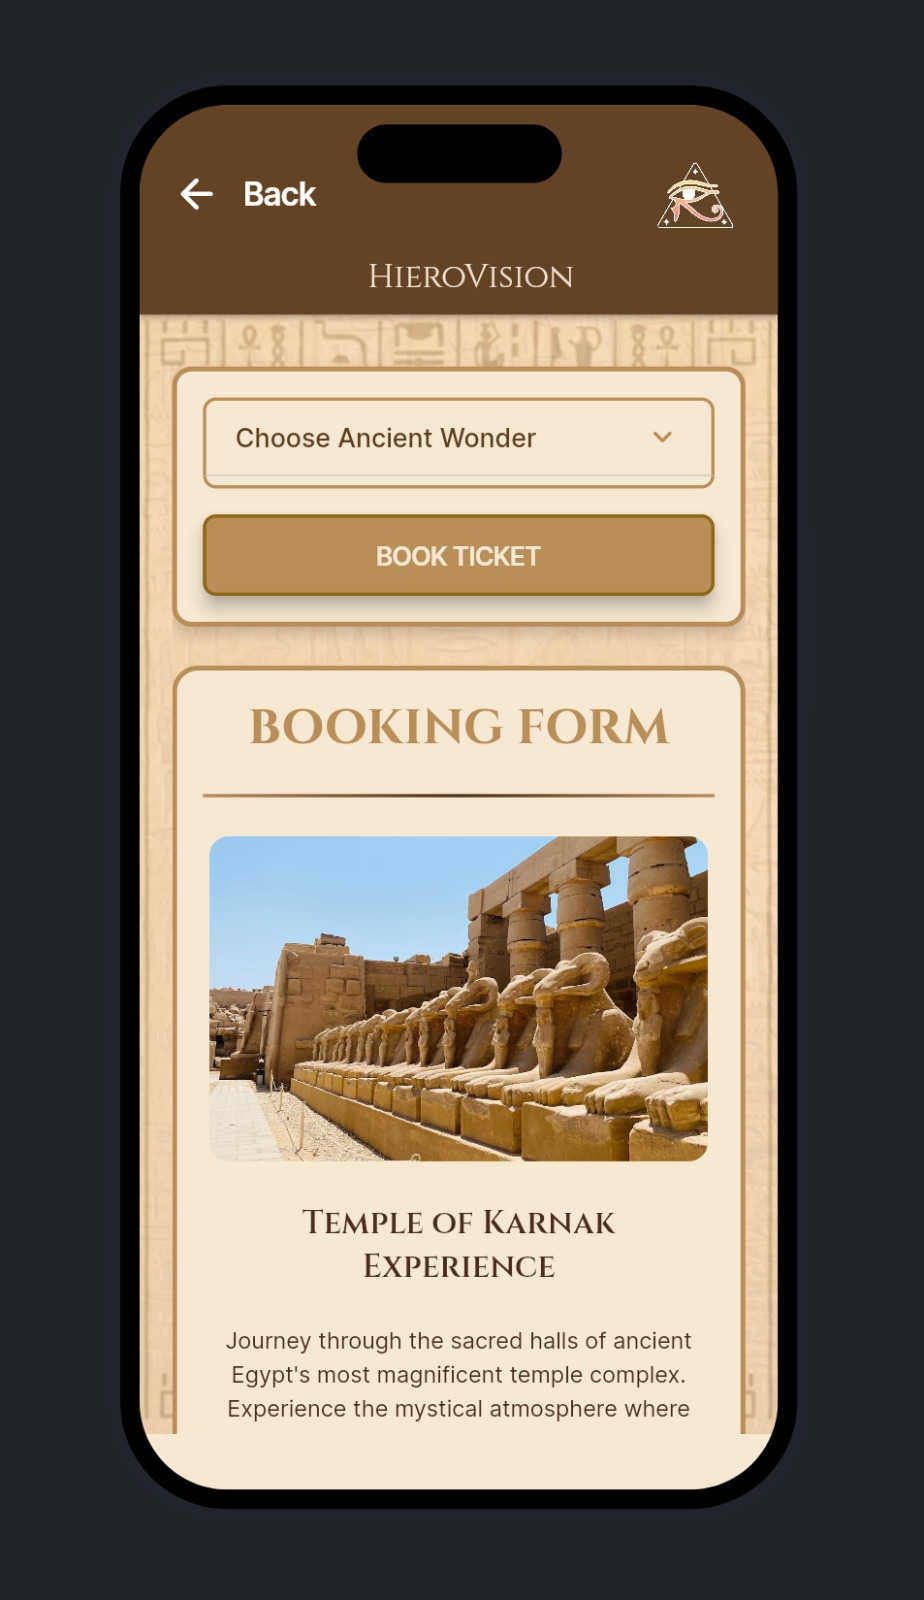 Back
HieroVision
Choose Ancient Wonder
BOOK TICKET
BOOKING FORM
Temple of Karnak
Experience
Journey through the sacred halls of ancient
Egypt's most magnificent temple complex.
Experience the mystical atmosphere where